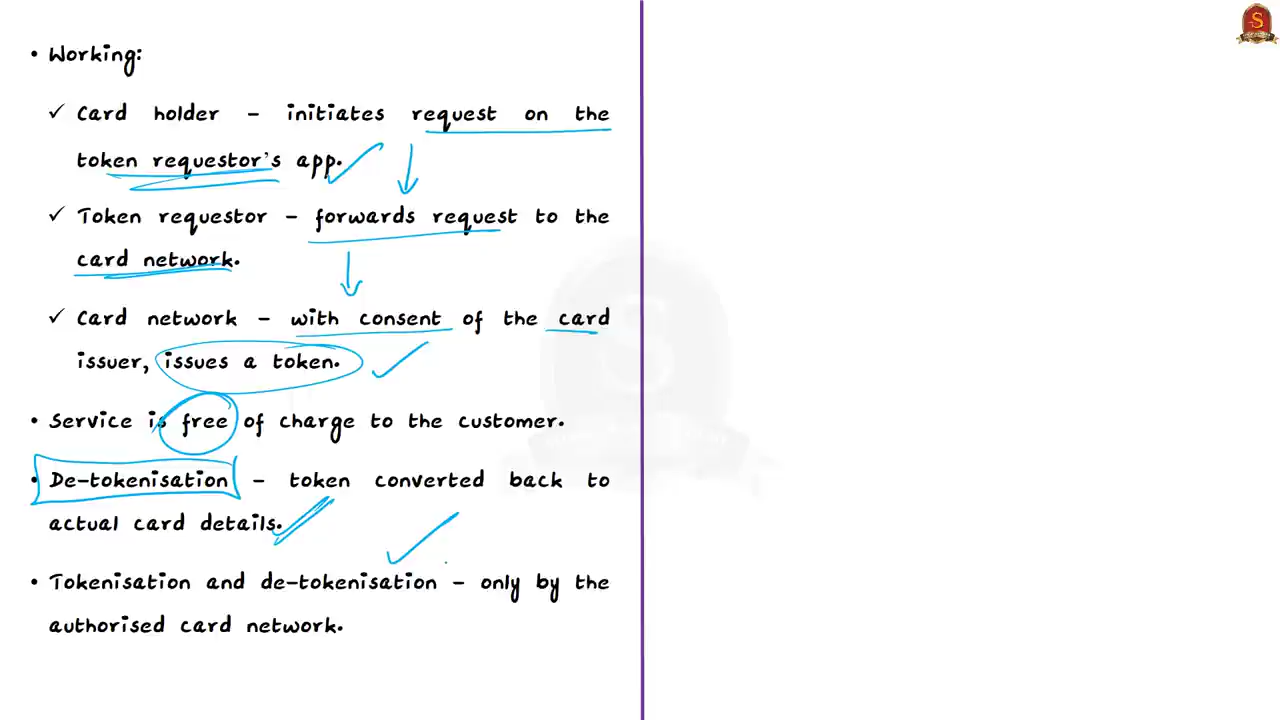 • Working:
✓ Card holder – initiates request on the
token requestor's app.
✓ Token requestor – forwards request to the
card network.
✓ Card network – with consent of the card
issuer, issues a token.
• Service is free of charge to the customer.
• De-tokenisation – token converted back to
actual card details.
• Tokenisation and de-tokenisation – only by the
authorised card network.
S